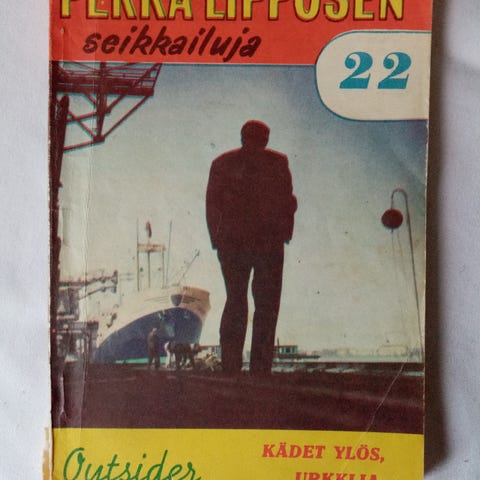 PEKKA LIPPOSEN
seikkailuja
22
Outsider
KÄDET YLÖS,
URKKIJA